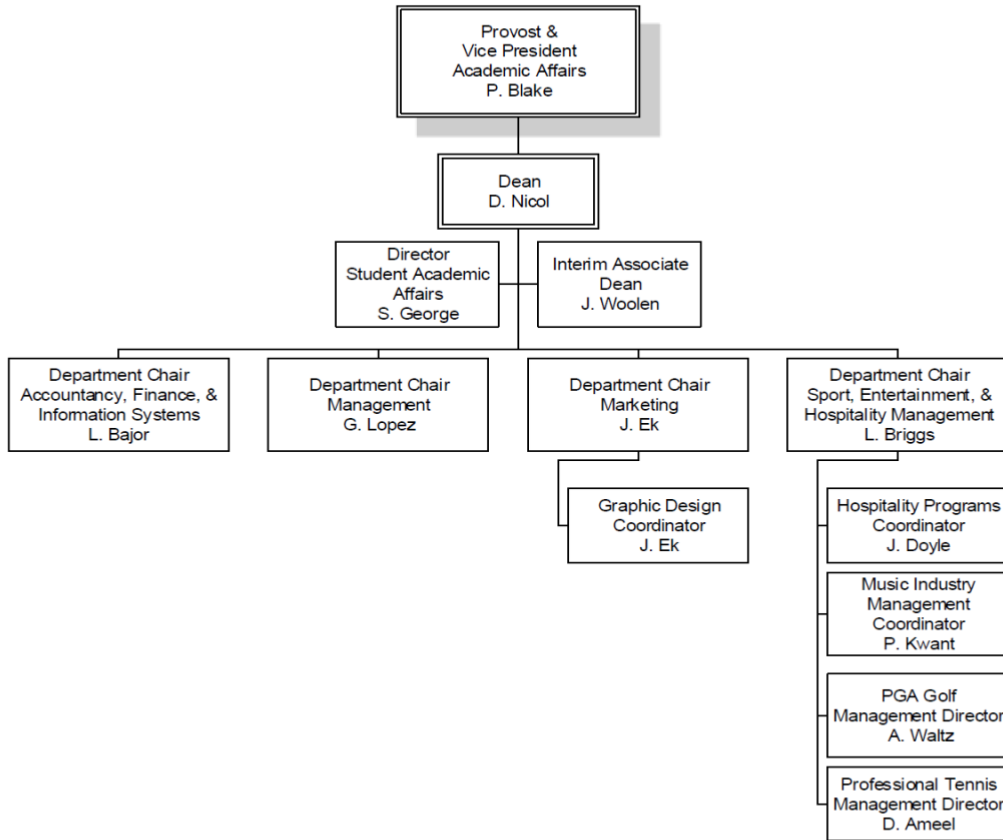 Provost &
Vice President
Academic Affairs
P. Blake
Dean
D. Nicol
Director
Student Academic
Affairs
S. George
Interim Associate
Dean
J. Woolen
Department Chair
Accountancy, Finance, &
Information Systems
L. Bajor
Department Chair
Management
G. Lopez
Department Chair
Marketing
J. Ek
Department Chair
Sport, Entertainment, &
Hospitality Management
L. Briggs
Graphic Design
Coordinator
J. Ek
Hospitality Programs
Coordinator
J. Doyle
Music Industry
Management
Coordinator
P. Kwant
PGA Golf
Management Director
A. Waltz
Professional Tennis
Management Director
D. Ameel